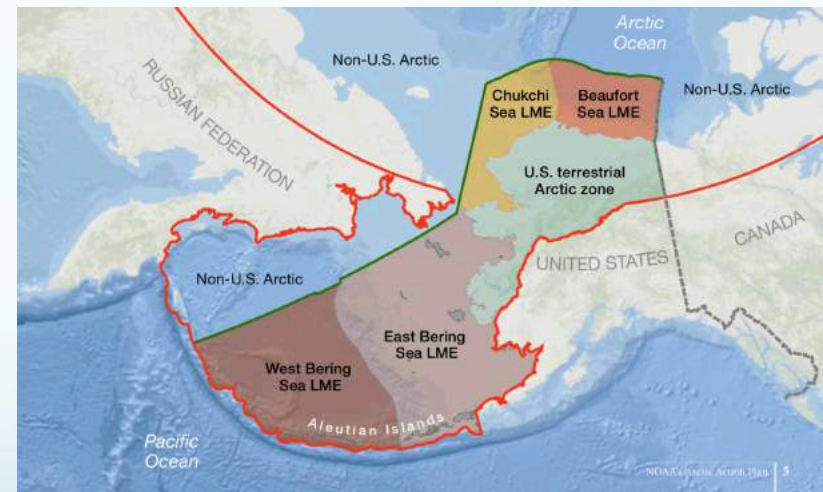 Arctic
Ocean
Non-U.S. Arctic
RUSSIAN FEDERATION
Chukchi
Sea LME
Beaufort
Sea LME
Non-U.S. Arctic
U.S. terrestrial
Arctic zone
CANADA
UNITED STATES
Non-U.S. Arctic
East Bering
Sea LME
West Bering
Sea LME
Aleutian Islands
Pacific
Ocean
NOAA's Arctic Action Plan | 5